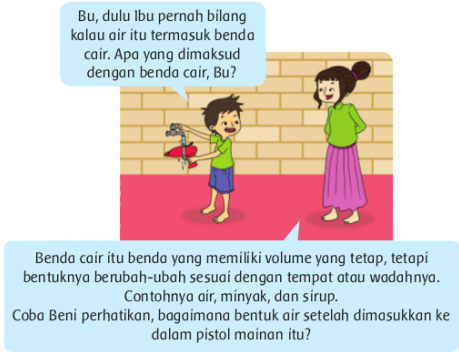 Bu, dulu Ibu pernah bilang
kalau air itu termasuk benda
cair. Apa yang dimaksud
dengan benda cair, Bu?
Benda cair itu benda yang memiliki volume yang tetap, tetapi
bentuknya berubah-ubah sesuai dengan tempat atau wadahnya.
Contohnya air, minyak, dan sirup.
Coba Beni perhatikan, bagaimana bentuk air setelah dimasukkan ke
dalam pistol mainan itu?